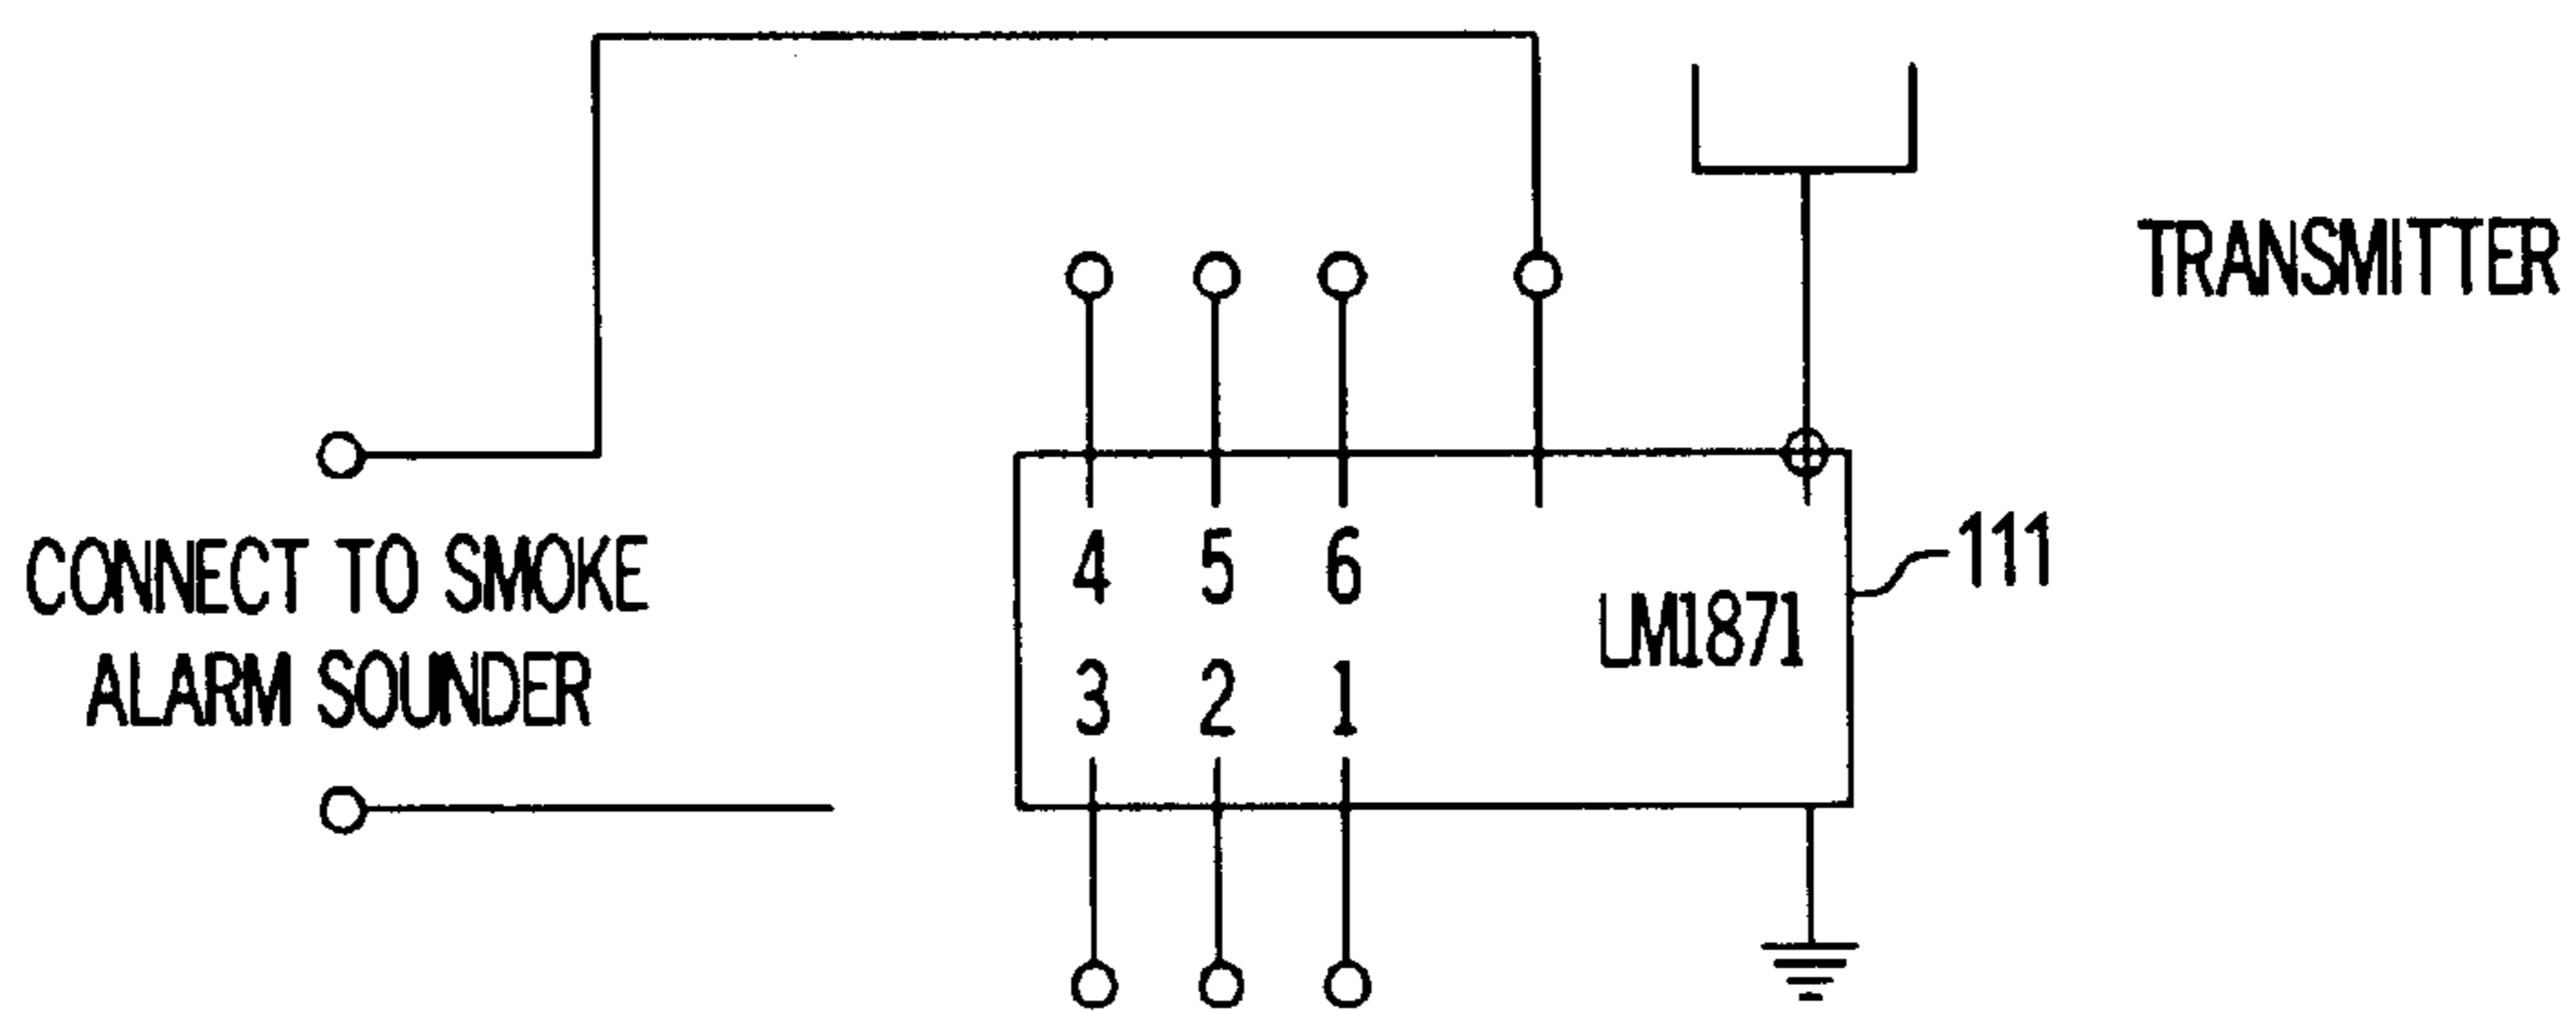 TRANSMITTER
CONNECT TO SMOKE
ALARM SOUNDER
4 5 6
3 2 1
LM1871
111